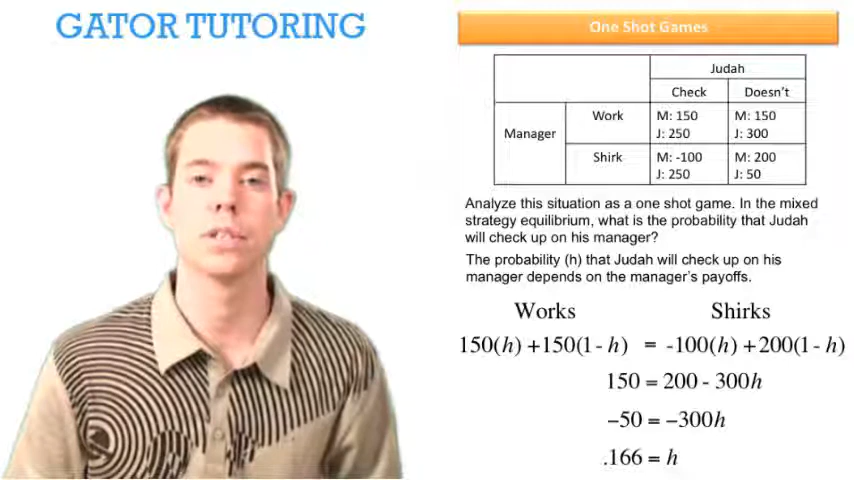 GATOR TUTORING
One Shot Games
Judah
Check Doesn't
Manager
Work M: 150 M: 150
J: 250 J: 300
Shirk M: -100 M: 200
J: 250 J: 50
Analyze this situation as a one shot game. In the mixed
strategy equilibrium, what is the probability that Judah
will check up on his manager?
The probability (h) that Judah will check up on his
manager depends on the manager's payoffs.
Works Shirks
150(h) +150(1- h) = -100(h) +200(1- h)
150 = 200 - 300h
−50 = −300h
.166 = h